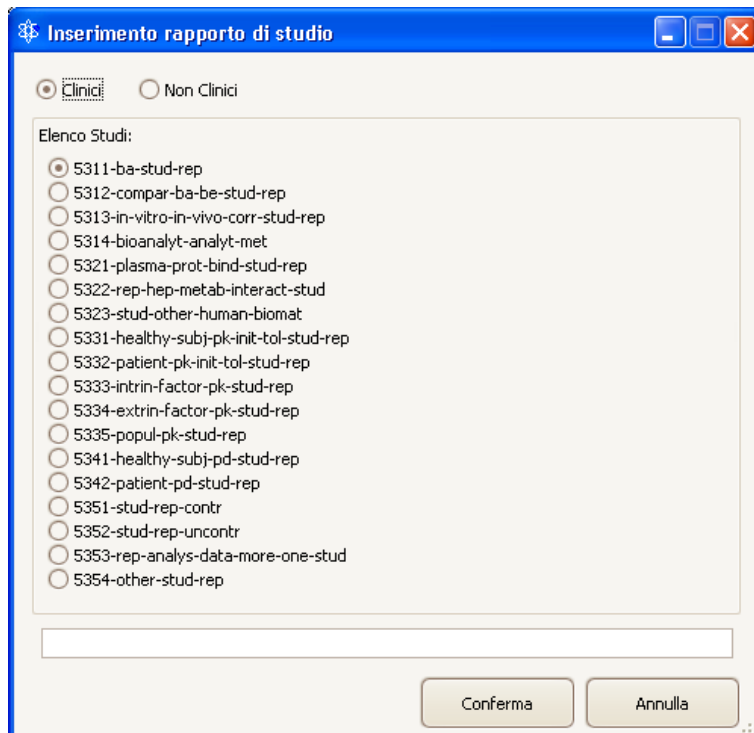 Inserimento rapporto di studio
Clinici Non Clinici
Elenco Studi:
5311-ba-stud-rep
5312-compar-ba-be-stud-rep
5313-in-vitro-in-vivo-corr-stud-rep
5314-bioanalyt-analyt-met
5321-plasma-prot-bind-stud-rep
5322-rep-hep-metab-interact-stud
5323-stud-other-human-biomat
5331-healthy-subj-pk-init-tol-stud-rep
5332-patient-pk-init-tol-stud-rep
5333-intrin-factor-pk-stud-rep
5334-extrin-factor-pk-stud-rep
5335-popul-pk-stud-rep
5341-healthy-subj-pd-stud-rep
5342-patient-pd-stud-rep
5351-stud-rep-contr
5352-stud-rep-uncontr
5353-rep-analys-data-more-one-stud
5354-other-stud-rep
Conferma Annulla